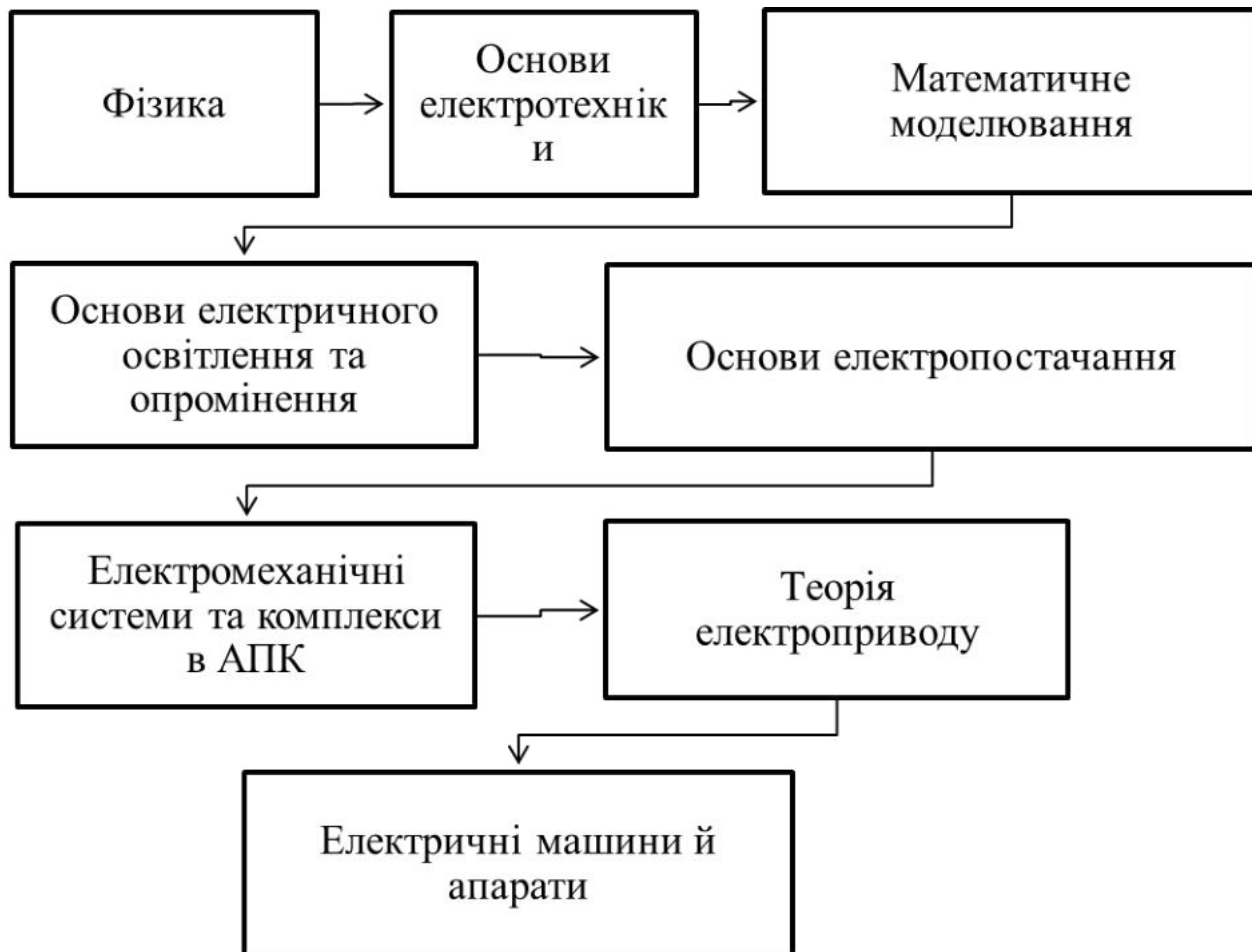 Фізика
Основи
електротехнік
и
Математичне
моделювання
Основи електричного
освітлення та
опромінення
Основи електропостачання
Електромеханічні
системи та комплекси
в АПК
Теорія
електроприводу
Електричні машини й
апарати